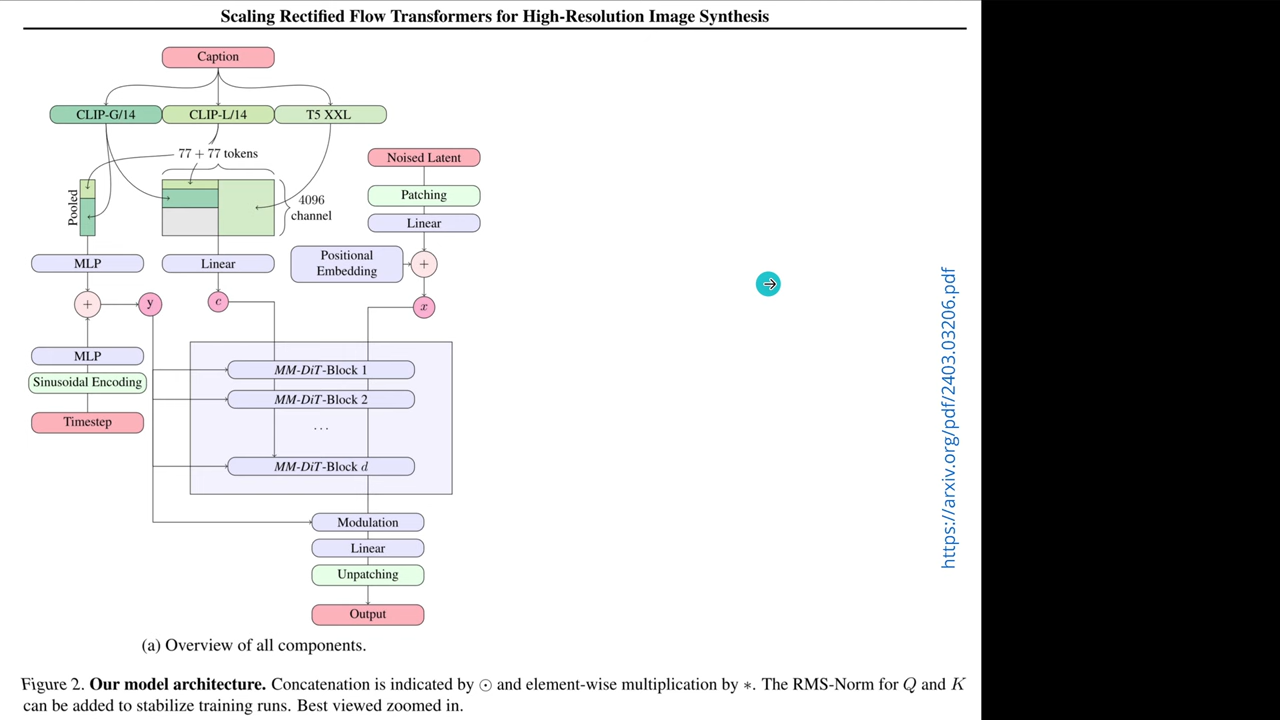 Scaling Rectified Flow Transformers for High-Resolution Image Synthesis
Caption
CLIP-G/14
CLIP-L/14
T5 XXL
77 + 77 tokens
Pooled
4096
channel
Noised Latent
Patching
Linear
Positional
Embedding
+
x
MLP
Linear
+
y
c
MLP
Sinusoidal Encoding
Timestep
MM-DiT-Block 1
MM-DiT-Block 2
. . .
MM-DiT-Block d
Modulation
Linear
Unpatching
Output
(a) Overview of all components.
Figure 2. Our model architecture. Concatenation is indicated by ⊙ and element-wise multiplication by ∗. The RMS-Norm for Q and K
can be added to stabilize training runs. Best viewed zoomed in.
https://arxiv.org/pdf/2403.03206.pdf